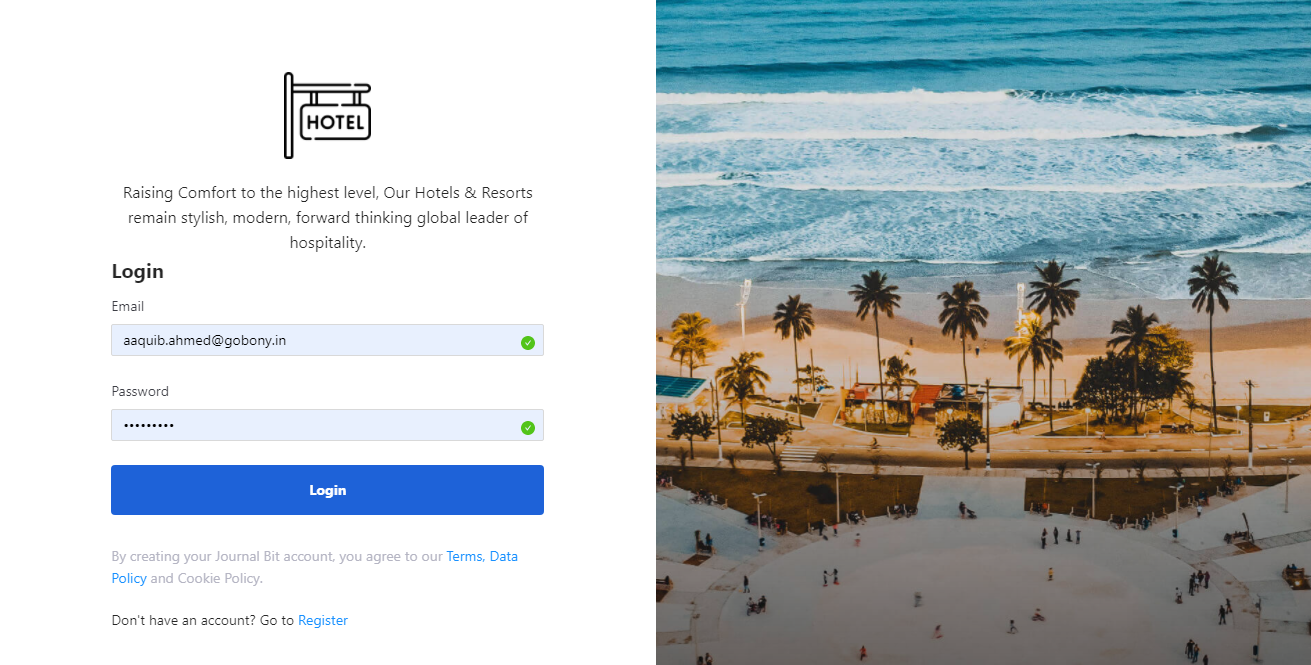 HOTEL
Raising Comfort to the highest level, Our Hotels & Resorts
remain stylish, modern, forward thinking global leader of
hospitality.
Login
Email
aaquib.ahmed@gobony.in
Password
•••••••••
Login
By creating your Journal Bit account, you agree to our Terms, Data
Policy and Cookie Policy.
Don't have an account? Go to Register